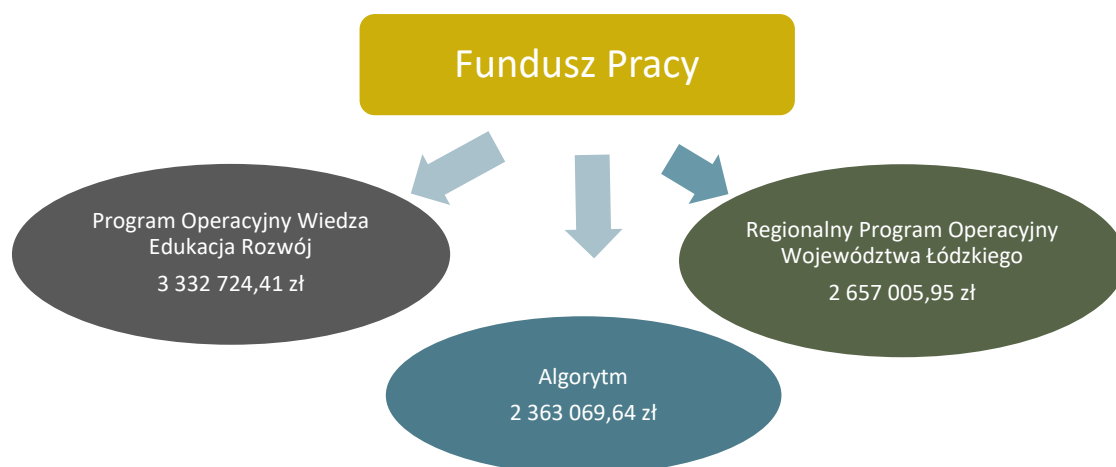 Fundusz Pracy
Program Operacyjny Wiedza
Edukacja Rozwój
3 332 724,41 zł
Regionalny Program Operacyjny
Województwa Łódzkiego
2 657 005,95 zł
Algorytm
2 363 069,64 zł